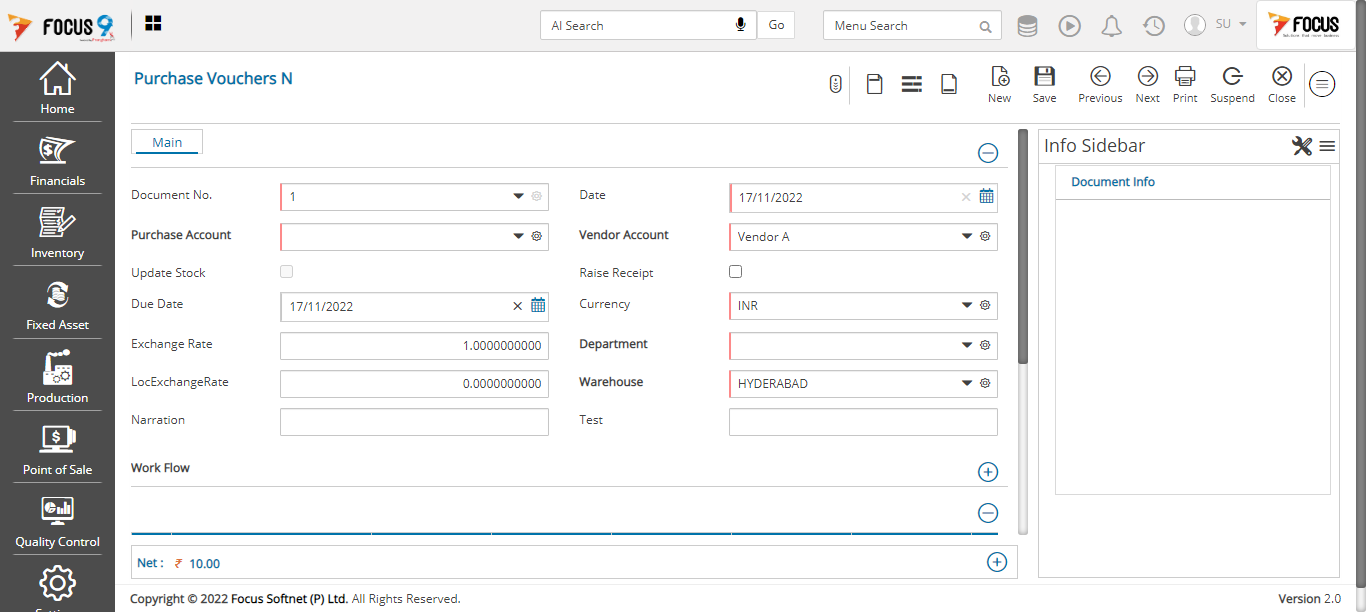 FOCUS 9
AI Search
Go
Menu Search
SU
FOCUS
Home
Financials
Inventory
Fixed Asset
Production
Point of Sale
Quality Control
Purchase Vouchers N
New
Save
Previous
Next
Print
Suspend
Close
Main
Document No.
1
Date
17/11/2022
Purchase Account
Vendor Account
Vendor A
Update Stock
Raise Receipt
Due Date
17/11/2022
Currency
INR
Exchange Rate
1.0000000000
Department
LocExchangeRate
0.0000000000
Warehouse
HYDERABAD
Narration
Test
Work Flow
Net : ₹ 10.00
Info Sidebar
Document Info
Copyright © 2022 Focus Softnet (P) Ltd. All Rights Reserved.
Version 2.0